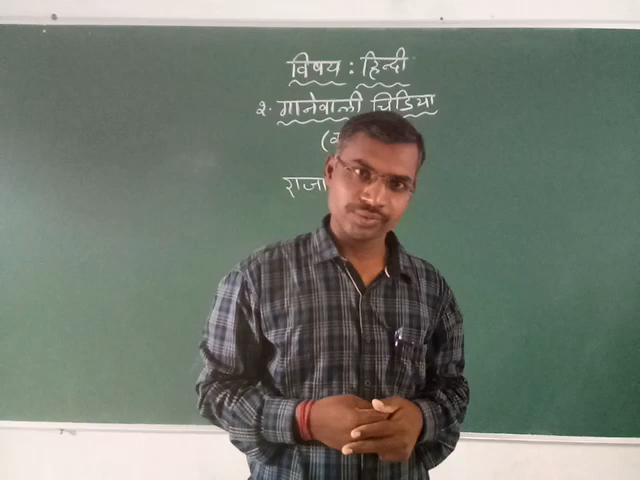 विषय : हिन्दी
२. गानेवाली चिडिया
राजा